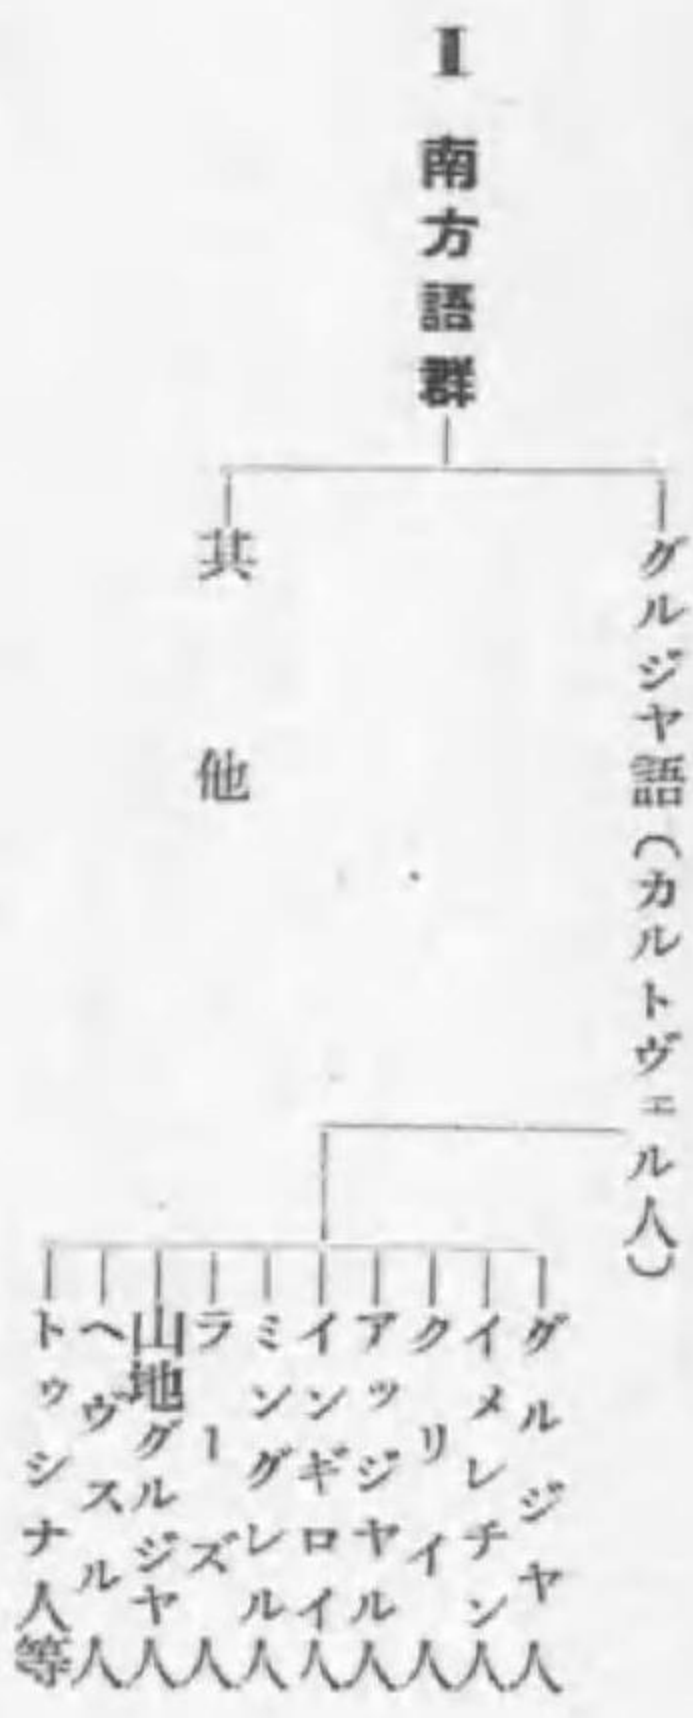 I 南方語群
グルジヤ語（カルトヴェル人）
グルジヤ人
イメレチン人
クリイ人
アッジヤル人
インギロイ人
ミングレル人
ラーズ人
山地グルジヤ人
ヘヴスル人
トゥシナ人等
其他